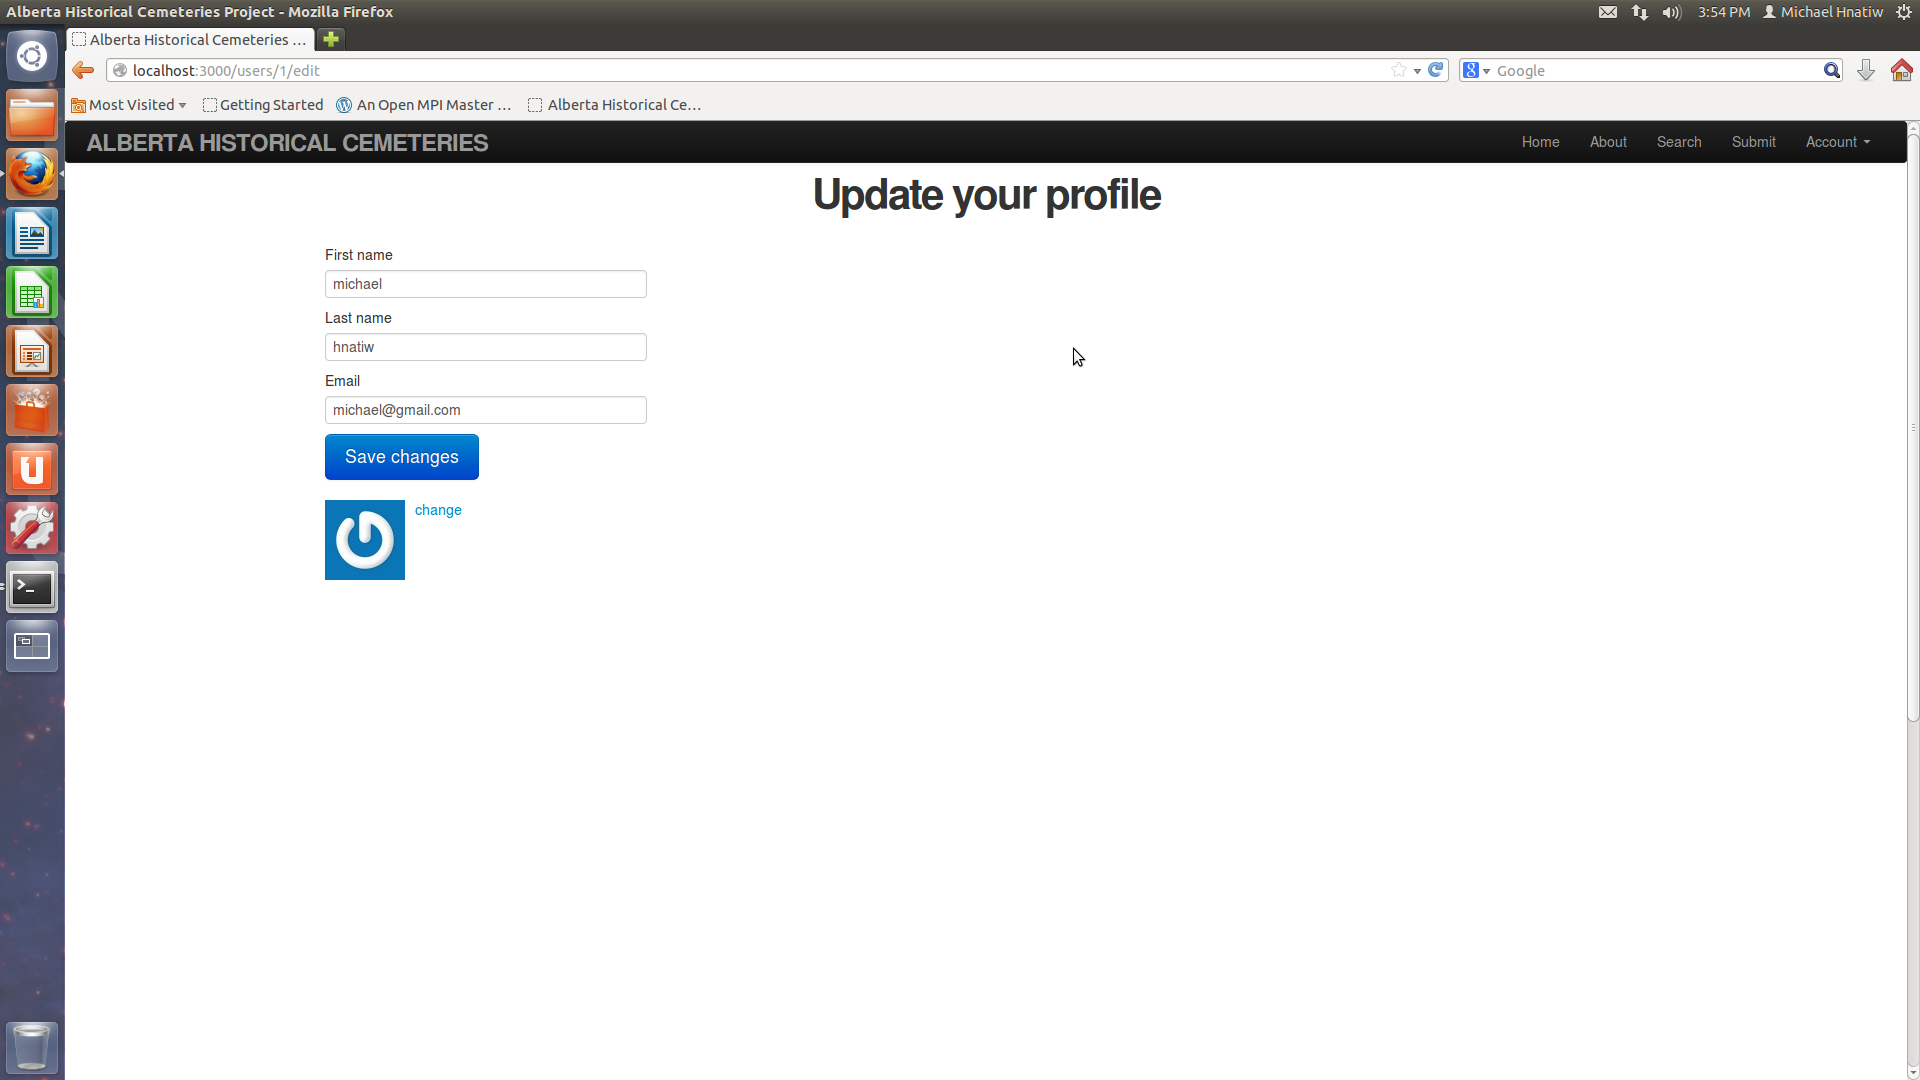 Alberta Historical Cemeteries Project - Mozilla Firefox
3:54 PM Michael Hnatiw
Alberta Historical Cemeteries ...
localhost:3000/users/1/edit
Google
Most Visited Getting Started An Open MPI Master ... Alberta Historical Ce...
ALBERTA HISTORICAL CEMETERIES
Home About Search Submit Account
Update your profile
First name
michael
Last name
hnatiw
Email
michael@gmail.com
Save changes
change